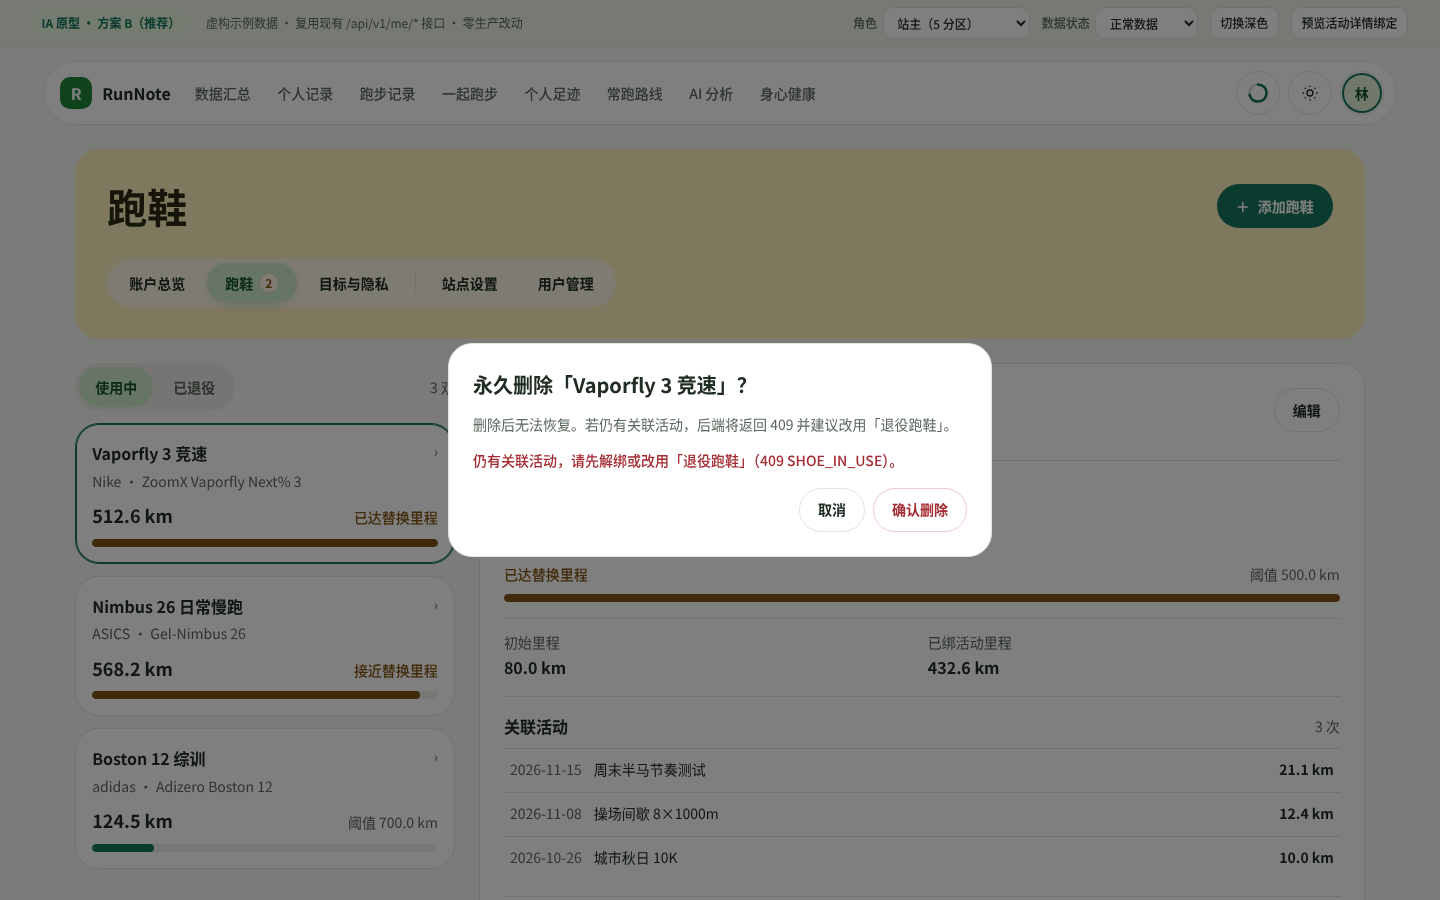 IA 原型 · 方案 B（推荐） 虚构示例数据 · 复用现有 /api/v1/me/* 接口 · 零生产改动 角色 站主（5 分区） 数据状态 正常数据 切换深色 预览活动详情绑定
R RunNote 数据汇总 个人记录 跑步记录 一起跑步 个人足迹 常跑路线 AI 分析 身心健康 林
跑鞋
＋ 添加跑鞋
账户总览 跑鞋 2 目标与隐私 站点设置 用户管理
使用中 已退役 3
编辑
永久删除「Vaporfly 3 竞速」？
删除后无法恢复。若仍有关联活动，后端将返回 409 并建议改用「退役跑鞋」。
仍有关联活动，请先解绑或改用「退役跑鞋」（409 SHOE_IN_USE）。
取消 确认删除
Vaporfly 3 竞速 ›
Nike · ZoomX Vaporfly Next% 3
512.6 km 已达替换里程
Nimbus 26 日常慢跑 ›
ASICS · Gel-Nimbus 26
568.2 km 接近替换里程
Boston 12 综训 ›
adidas · Adizero Boston 12
124.5 km 阈值 700.0 km
已达替换里程 阈值 500.0 km
初始里程 已绑活动里程
80.0 km 432.6 km
关联活动 3 次
2026-11-15 周末半马节奏测试 21.1 km
2026-11-08 操场间歇 8×1000m 12.4 km
2026-10-26 城市秋日 10K 10.0 km